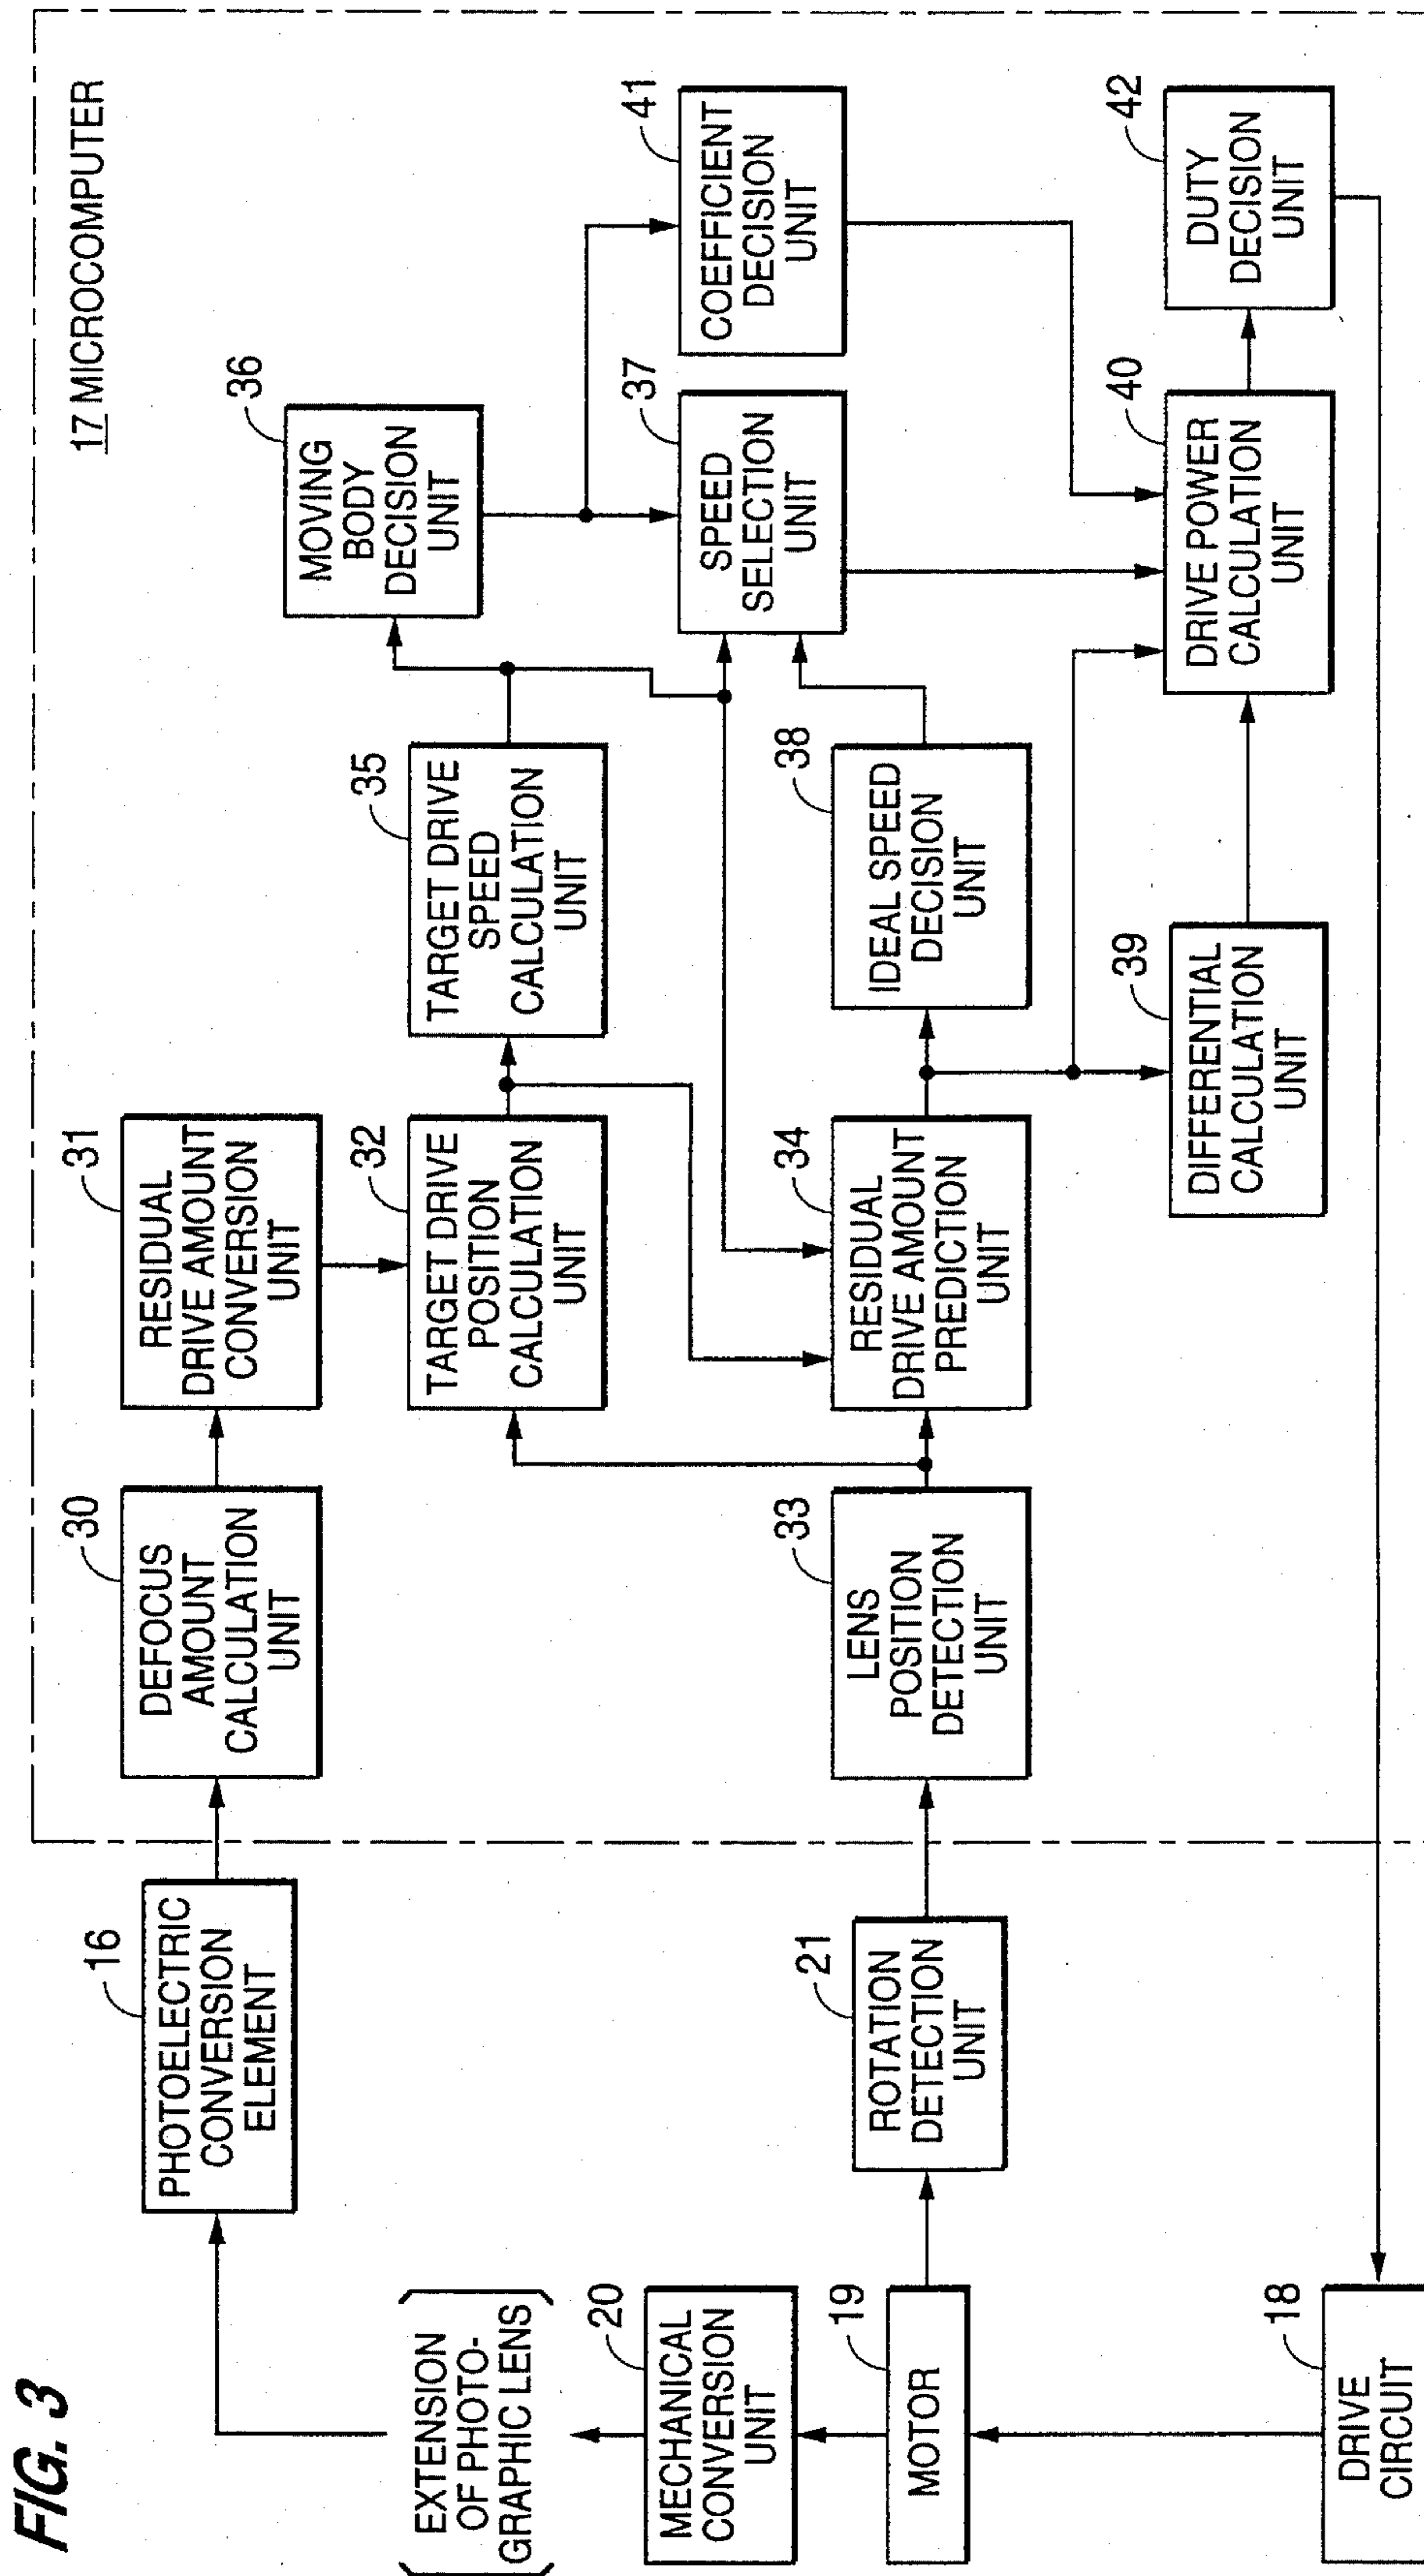 FIG. 3
17 MICROCOMPUTER
16
PHOTOELECTRIC
CONVERSION
ELEMENT
30
DEFOCUS
AMOUNT
CALCULATION
UNIT
31
RESIDUAL
DRIVE AMOUNT
CONVERSION
UNIT
36
MOVING
BODY
DECISION
UNIT
EXTENSION
OF PHOTO-
GRAPHIC LENS
32
TARGET DRIVE
POSITION
CALCULATION
UNIT
35
TARGET DRIVE
SPEED
CALCULATION
UNIT
20
MECHANICAL
CONVERSION
UNIT
37
SPEED
SELECTION
UNIT
41
COEFFICIENT
DECISION
UNIT
19
MOTOR
21
ROTATION
DETECTION
UNIT
33
LENS
POSITION
DETECTION
UNIT
34
RESIDUAL
DRIVE AMOUNT
PREDICTION
UNIT
38
IDEAL SPEED
DECISION
UNIT
39
DIFFERENTIAL
CALCULATION
UNIT
40
DRIVE POWER
CALCULATION
UNIT
42
DUTY
DECISION
UNIT
18
DRIVE
CIRCUIT